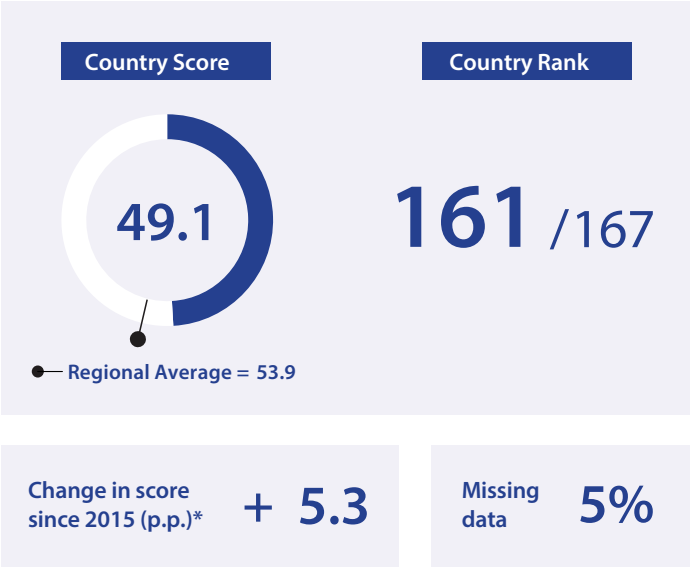 Country Score
Country Rank
49.1
161 /167
Regional Average = 53.9
Change in score
since 2015 (p.p.)*
+ 5.3
Missing
data
5%